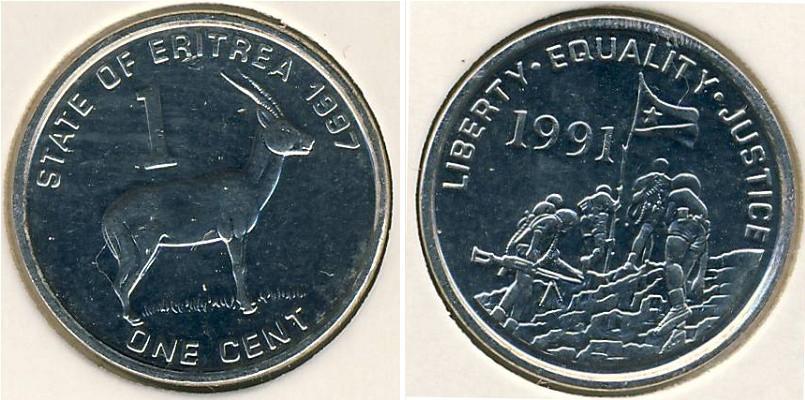 STATE OF ERITREA 1997
1
ONE CENT
LIBERTY · EQUALITY · JUSTICE
1991